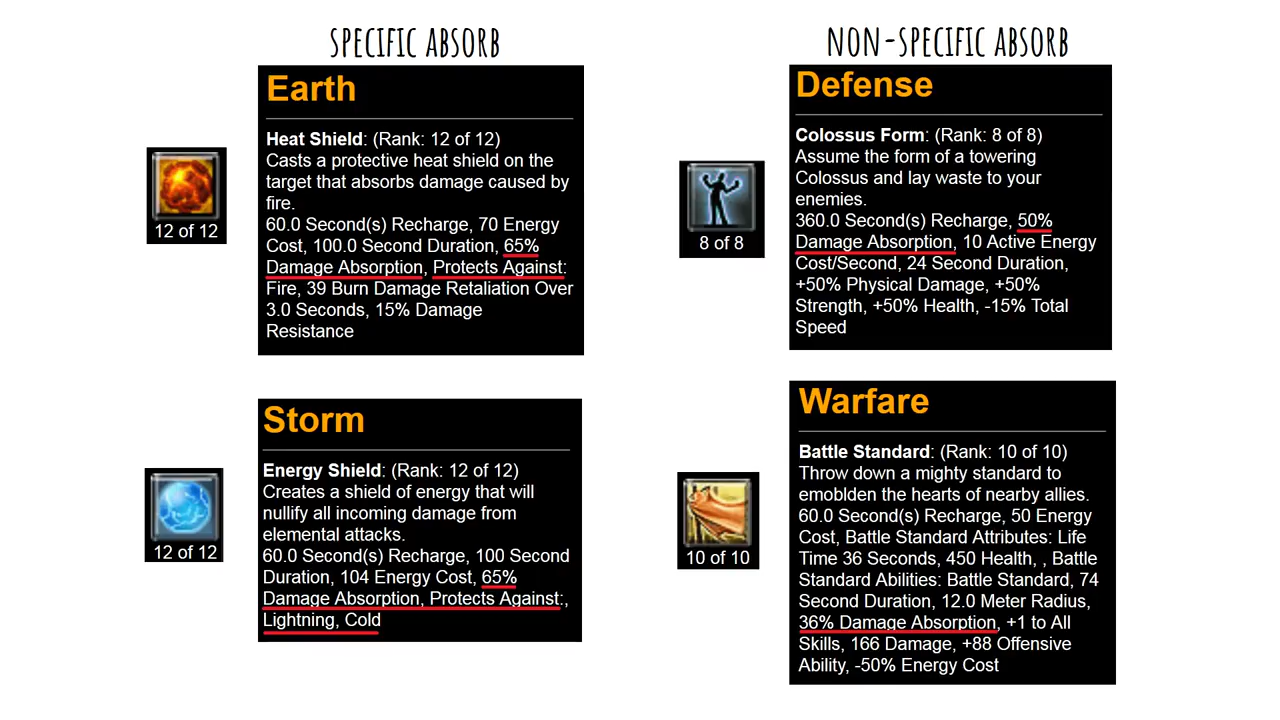 SPECIFIC ABSORB
Earth
Heat Shield: (Rank: 12 of 12)
Casts a protective heat shield on the
target that absorbs damage caused by
fire.
60.0 Second(s) Recharge, 70 Energy
Cost, 100.0 Second Duration, 65%
Damage Absorption, Protects Against:
Fire, 39 Burn Damage Retaliation Over
3.0 Seconds, 15% Damage
Resistance
12 of 12
Storm
Energy Shield: (Rank: 12 of 12)
Creates a shield of energy that will
nullify all incoming damage from
elemental attacks.
60.0 Second(s) Recharge, 100 Second
Duration, 104 Energy Cost, 65%
Damage Absorption, Protects Against:,
Lightning, Cold
12 of 12
NON-SPECIFIC ABSORB
Defense
Colossus Form: (Rank: 8 of 8)
Assume the form of a towering
Colossus and lay waste to your
enemies.
360.0 Second(s) Recharge, 50%
Damage Absorption, 10 Active Energy
Cost/Second, 24 Second Duration,
+50% Physical Damage, +50%
Strength, +50% Health, -15% Total
Speed
8 of 8
Warfare
Battle Standard: (Rank: 10 of 10)
Throw down a mighty standard to
emoblden the hearts of nearby allies.
60.0 Second(s) Recharge, 50 Energy
Cost, Battle Standard Attributes: Life
Time 36 Seconds, 450 Health, , Battle
Standard Abilities: Battle Standard, 74
Second Duration, 12.0 Meter Radius,
36% Damage Absorption, +1 to All
Skills, 166 Damage, +88 Offensive
Ability, -50% Energy Cost
10 of 10